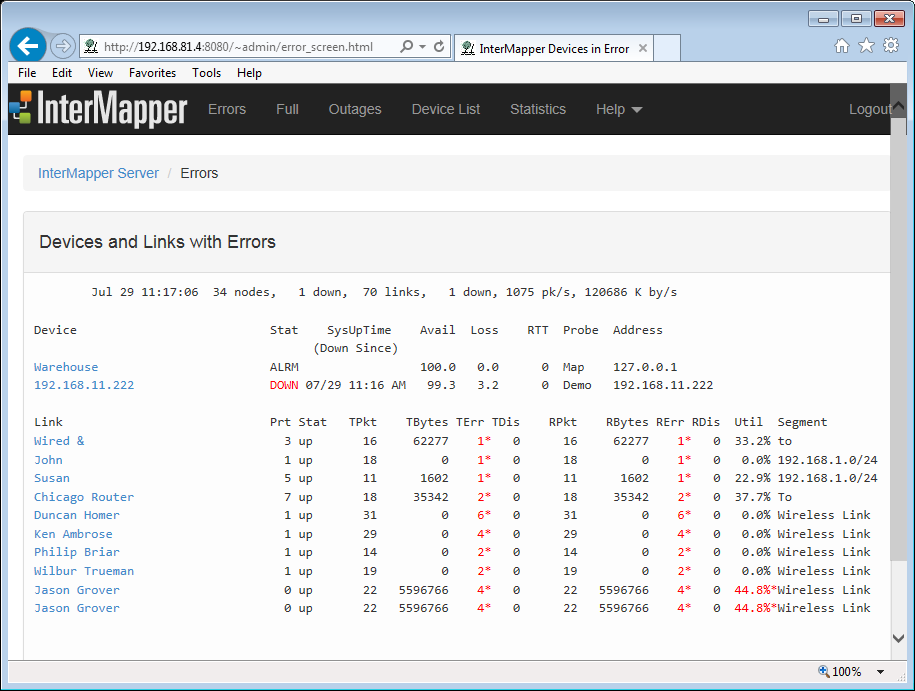 http://192.168.81.4:8080/~admin/error_screen.html
InterMapper Devices in Error
File Edit View Favorites Tools Help
InterMapper Errors Full Outages Device List Statistics Help Logout
InterMapper Server / Errors
Devices and Links with Errors
Jul 29 11:17:06 34 nodes, 1 down, 70 links, 1 down, 1075 pk/s, 120686 K by/s
Device Stat SysUpTime Avail Loss RTT Probe Address
(Down Since)
Warehouse ALRM 100.0 0.0 0 Map 127.0.0.1
192.168.11.222 DOWN 07/29 11:16 AM 99.3 3.2 0 Demo 192.168.11.222
Link Prt Stat TPkt TBytes TErr TDis RPkt RBytes RErr RDis Util Segment
Wired & 3 up 16 62277 1* 0 16 62277 1* 0 33.2% to
John 1 up 18 0 1* 0 18 0 1* 0 0.0% 192.168.1.0/24
Susan 5 up 11 1602 1* 0 11 1602 1* 0 22.9% 192.168.1.0/24
Chicago Router 7 up 18 35342 2* 0 18 35342 2* 0 37.7% To
Duncan Homer 1 up 31 0 6* 0 31 0 6* 0 0.0% Wireless Link
Ken Ambrose 1 up 29 0 4* 0 29 0 4* 0 0.0% Wireless Link
Philip Briar 1 up 14 0 2* 0 14 0 2* 0 0.0% Wireless Link
Wilbur Trueman 1 up 19 0 2* 0 19 0 2* 0 0.0% Wireless Link
Jason Grover 0 up 22 5596766 4* 0 22 5596766 4* 0 44.8%*Wireless Link
Jason Grover 0 up 22 5596766 4* 0 22 5596766 4* 0 44.8%*Wireless Link
100%